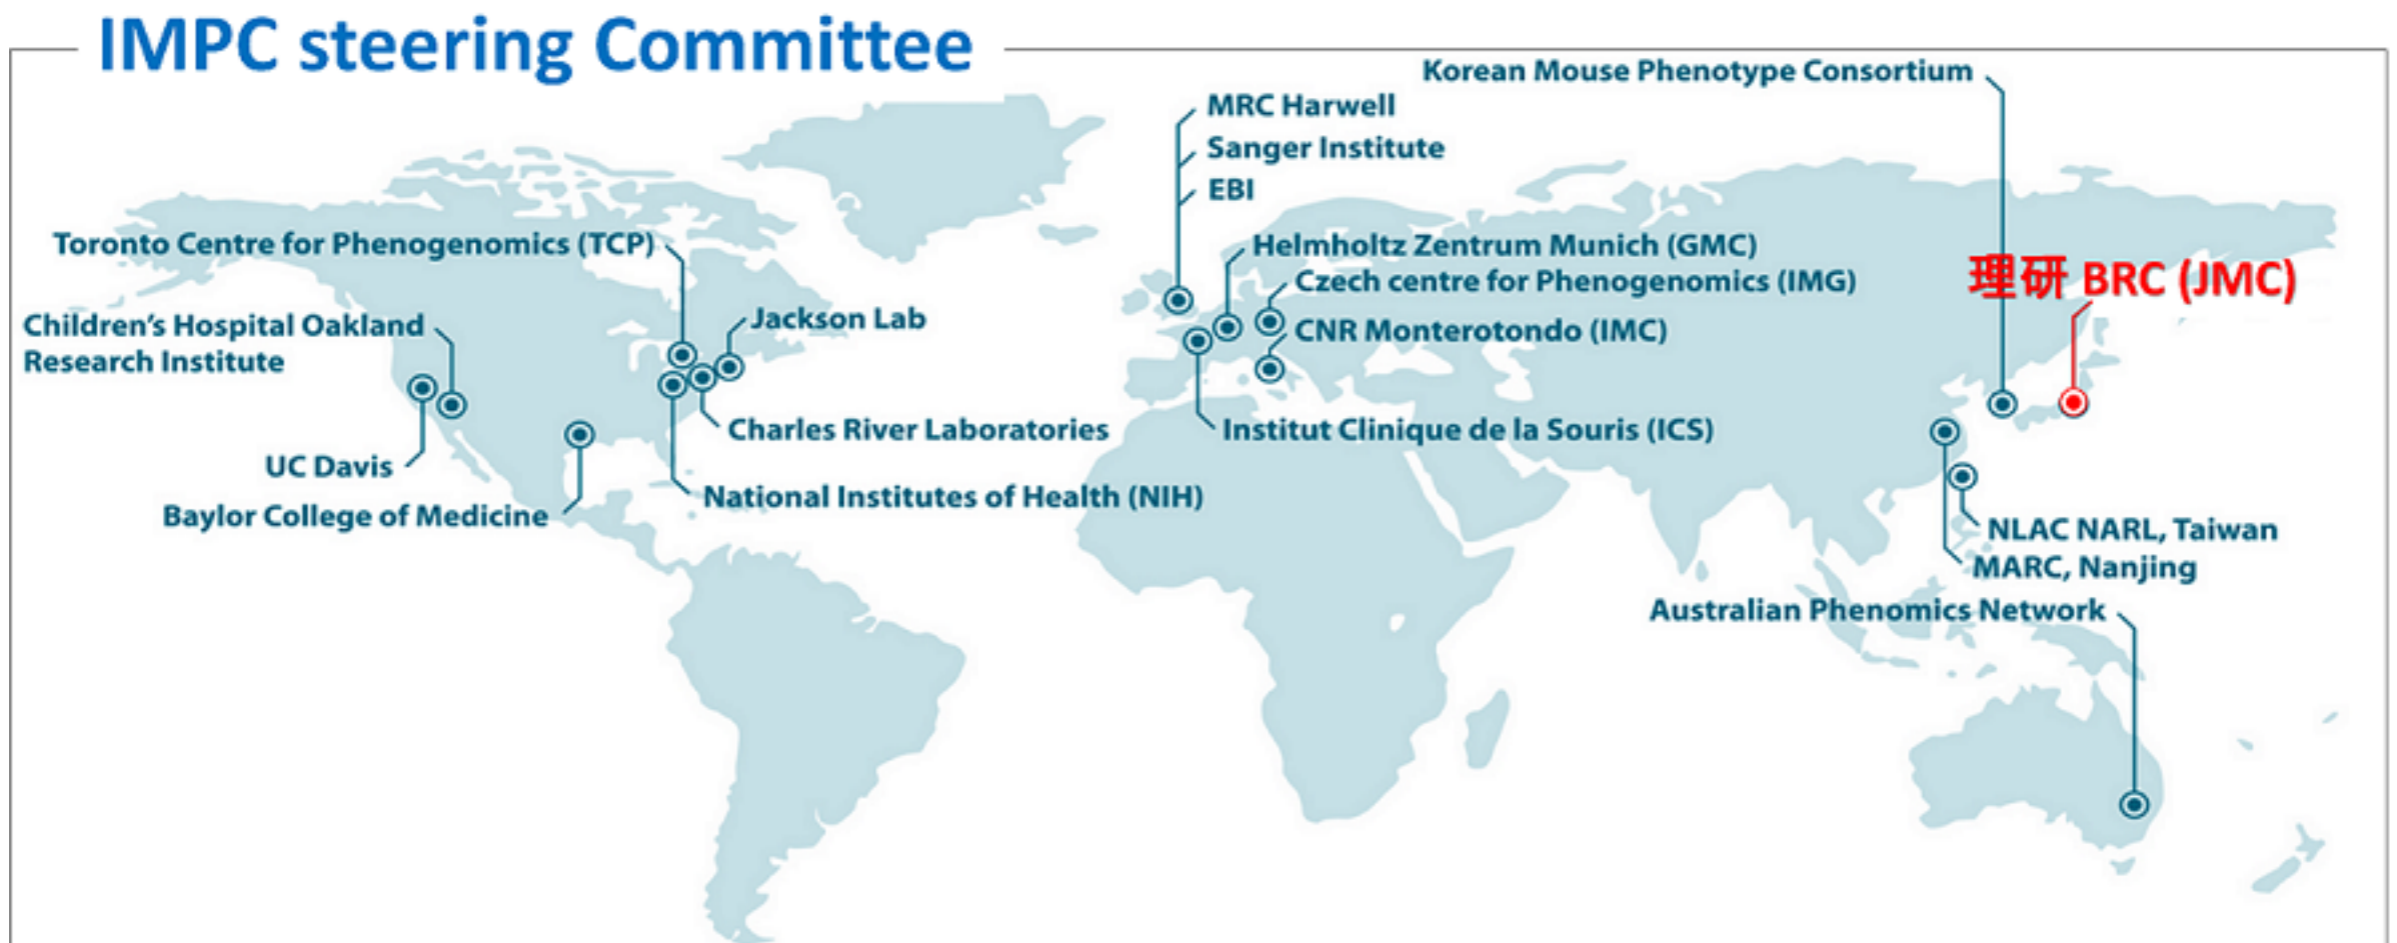 IMPC steering Committee
Korean Mouse Phenotype Consortium
MRC Harwell
Sanger Institute
EBI
Toronto Centre for Phenogenomics (TCP)
Helmholtz Zentrum Munich (GMC)
Czech centre for Phenogenomics (IMG)
理研 BRC (JMC)
Children's Hospital Oakland
Research Institute
Jackson Lab
CNR Monterotondo (IMC)
Charles River Laboratories
Institut Clinique de la Souris (ICS)
UC Davis
National Institutes of Health (NIH)
Baylor College of Medicine
NLAC NARL, Taiwan
MARC, Nanjing
Australian Phenomics Network